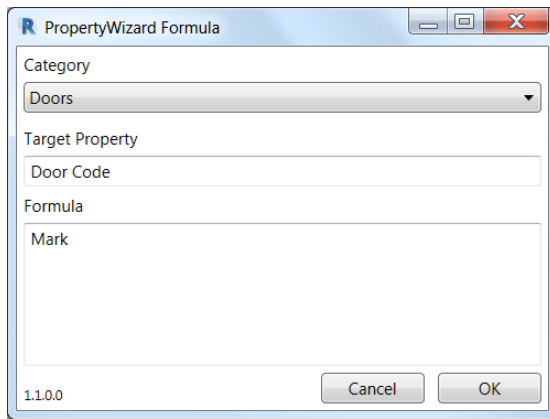 PropertyWizard Formula
Category
Doors
Target Property
Door Code
Formula
Mark
1.1.0.0
Cancel
OK